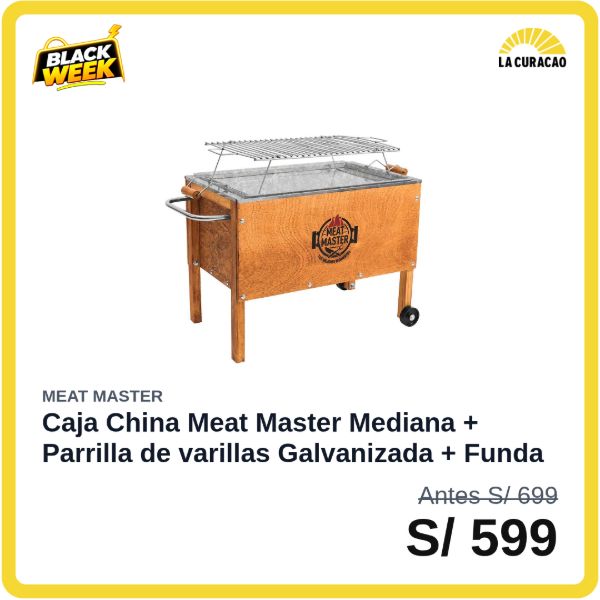 BLACK
WEEK
LA CURACAO
MEAT
MASTER
MEAT MASTER
Caja China Meat Master Mediana +
Parrilla de varillas Galvanizada + Funda
Antes S/ 699
S/ 599